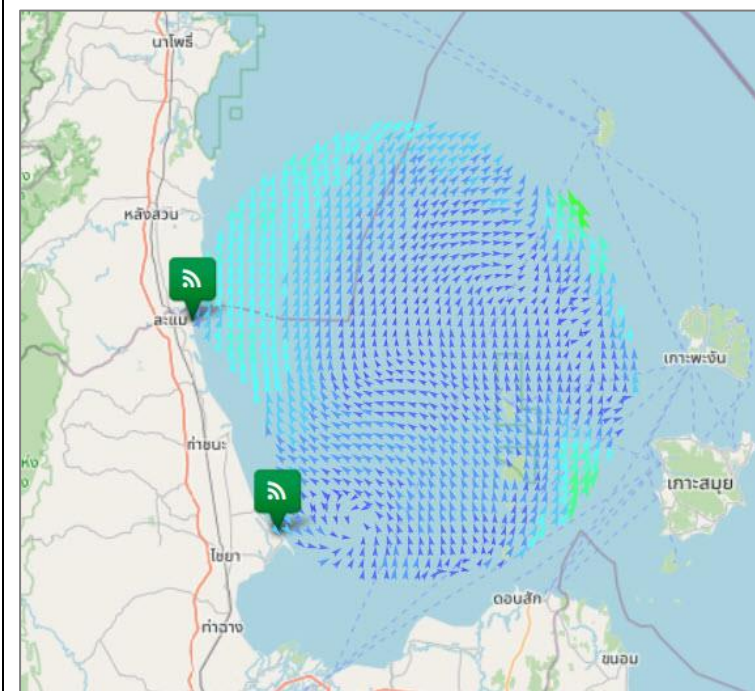 นาโพธิ์
หลังสวน
ละแม
เกาะพะงัน
ท่าชนะ
เกาะสมุย
ไชยา
ดอนสัก
ท่าฉาง
ขนอม